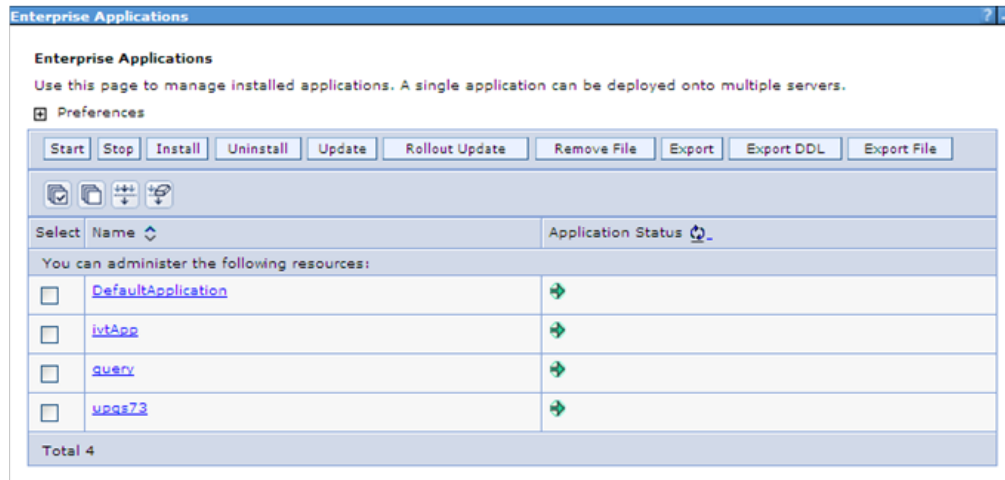 Enterprise Applications ?
Enterprise Applications
Use this page to manage installed applications. A single application can be deployed onto multiple servers.
Preferences
Start Stop Install Uninstall Update Rollout Update Remove File Export Export DDL Export File
Select Name Application Status
You can administer the following resources:
DefaultApplication
ivtApp
query
upqs73
Total 4